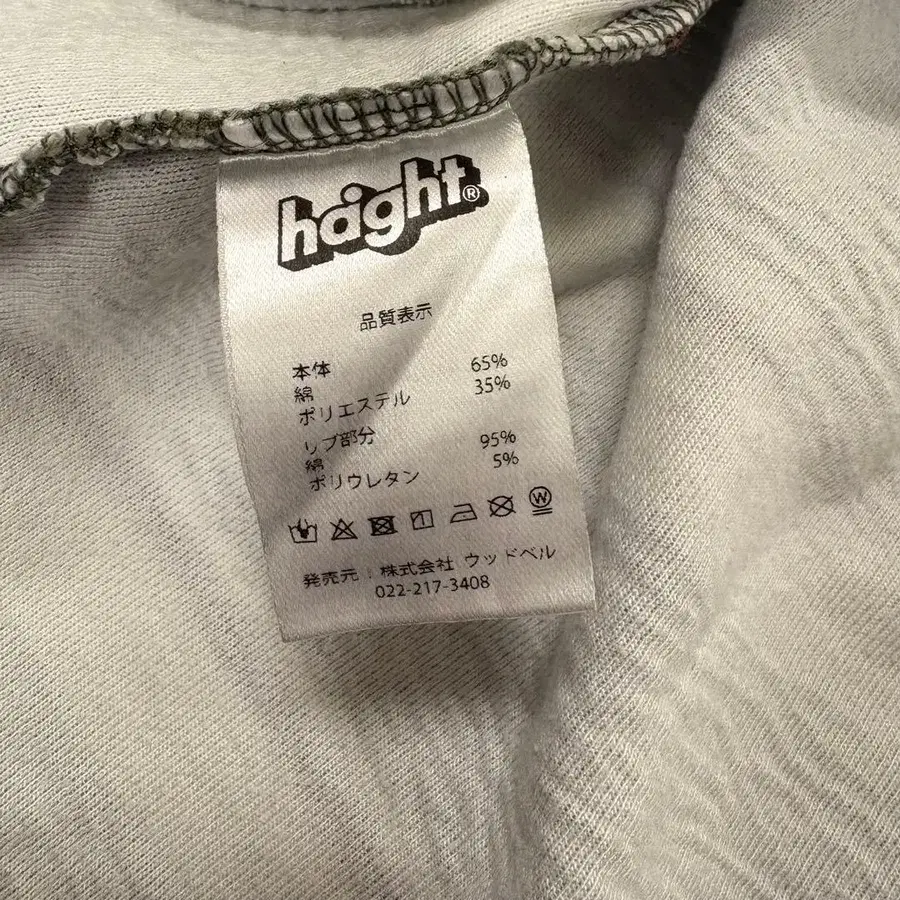 haight®
品質表示
本体
綿 65%
ポリエステル 35%
リブ部分
綿 95%
ポリウレタン 5%
W
発売元：株式会社 ウッドベル
022-217-3408